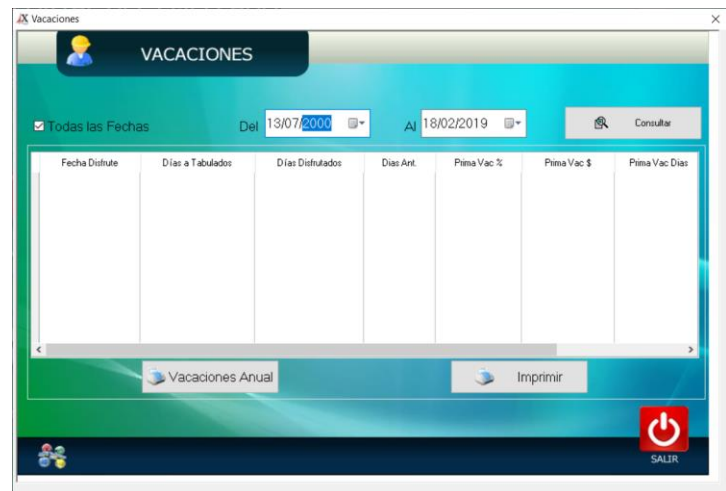 Vacaciones
VACACIONES
Todas las Fechas Del 13/07/2000 Al 18/02/2019 Consultar
Fecha Disfrute Días a Tabulados Días Disfrutados Dias Ant. Prima Vac % Prima Vac $ Prima Vac Dias
Vacaciones Anual Imprimir
SALIR